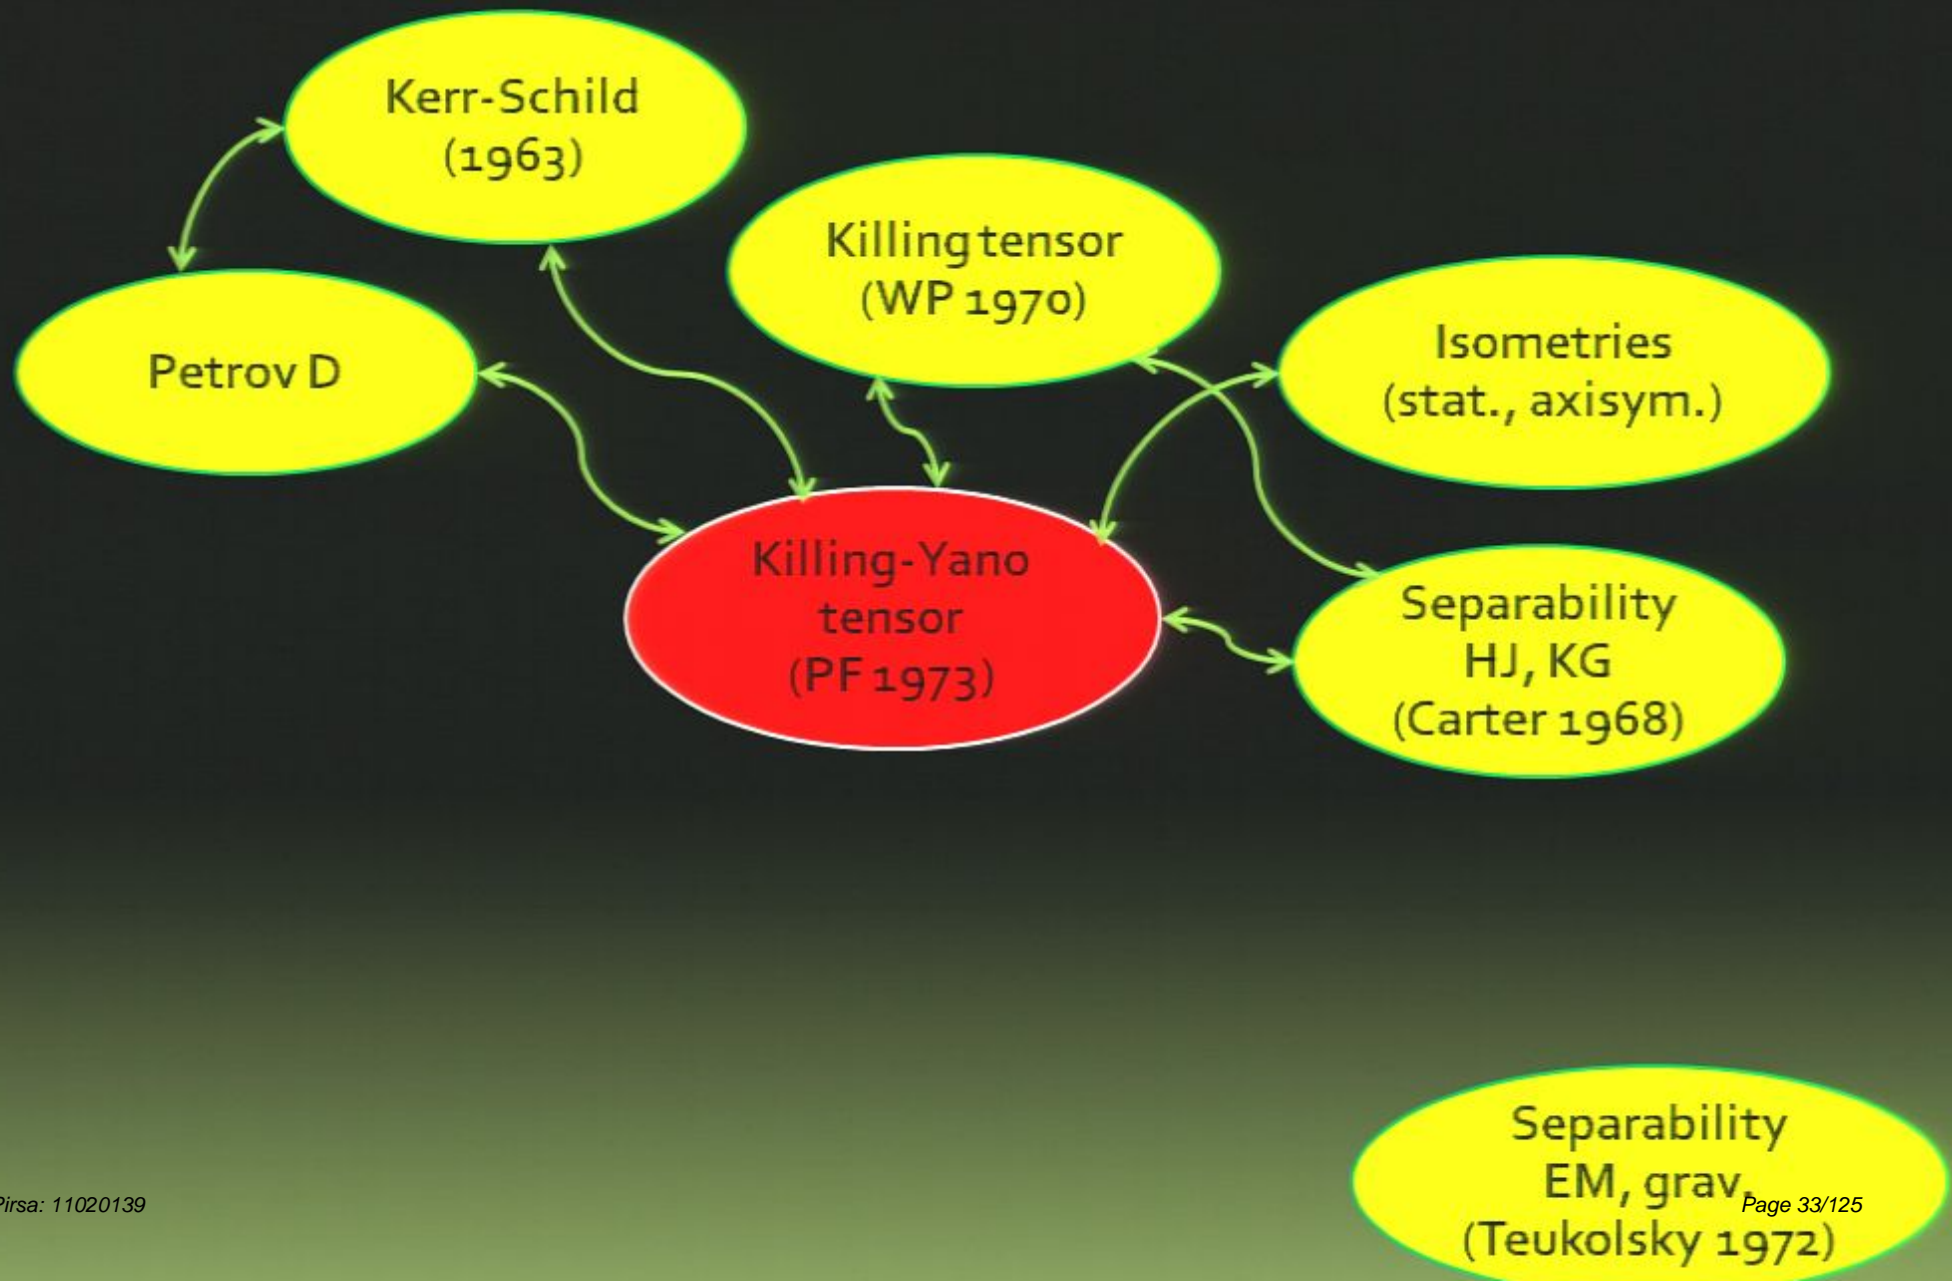 Kerr-Schild
(1963)
Killing tensor
(WP 1970)
Isometries
(stat., axisym.)
Petrov D
Killing-Yano
tensor
(PF 1973)
Separability
HJ, KG
(Carter 1968)
Separability
EM, grav.
(Teukolsky 1972)
Pirsa: 11020139
Page 33/125